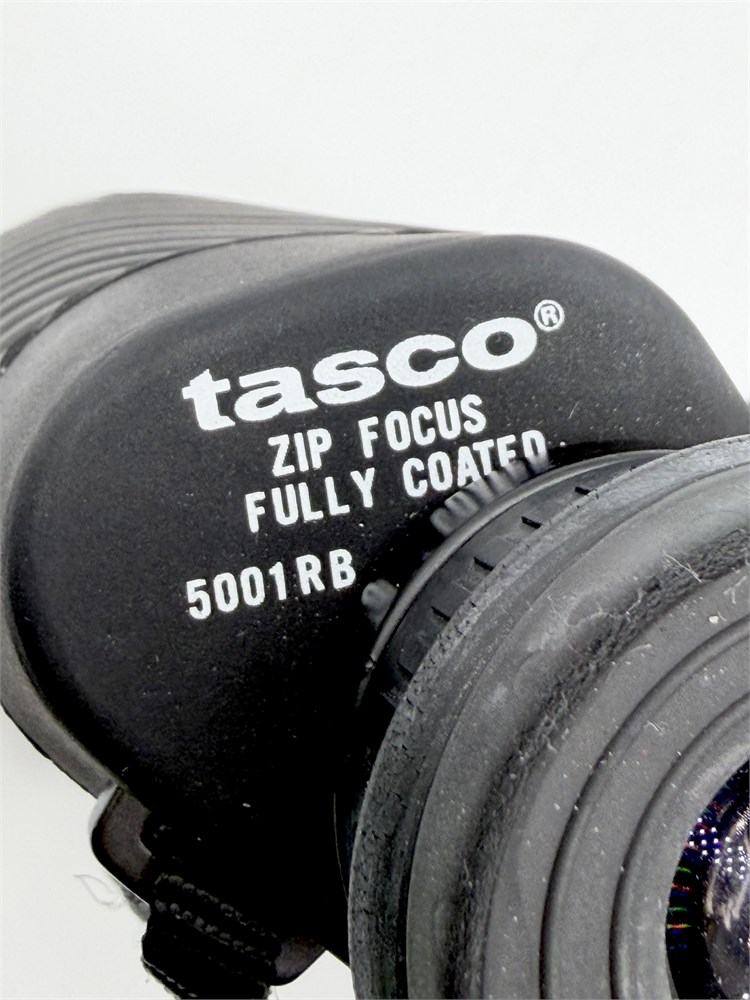 tasco®
ZIP FOCUS
FULLY COATED
5001RB